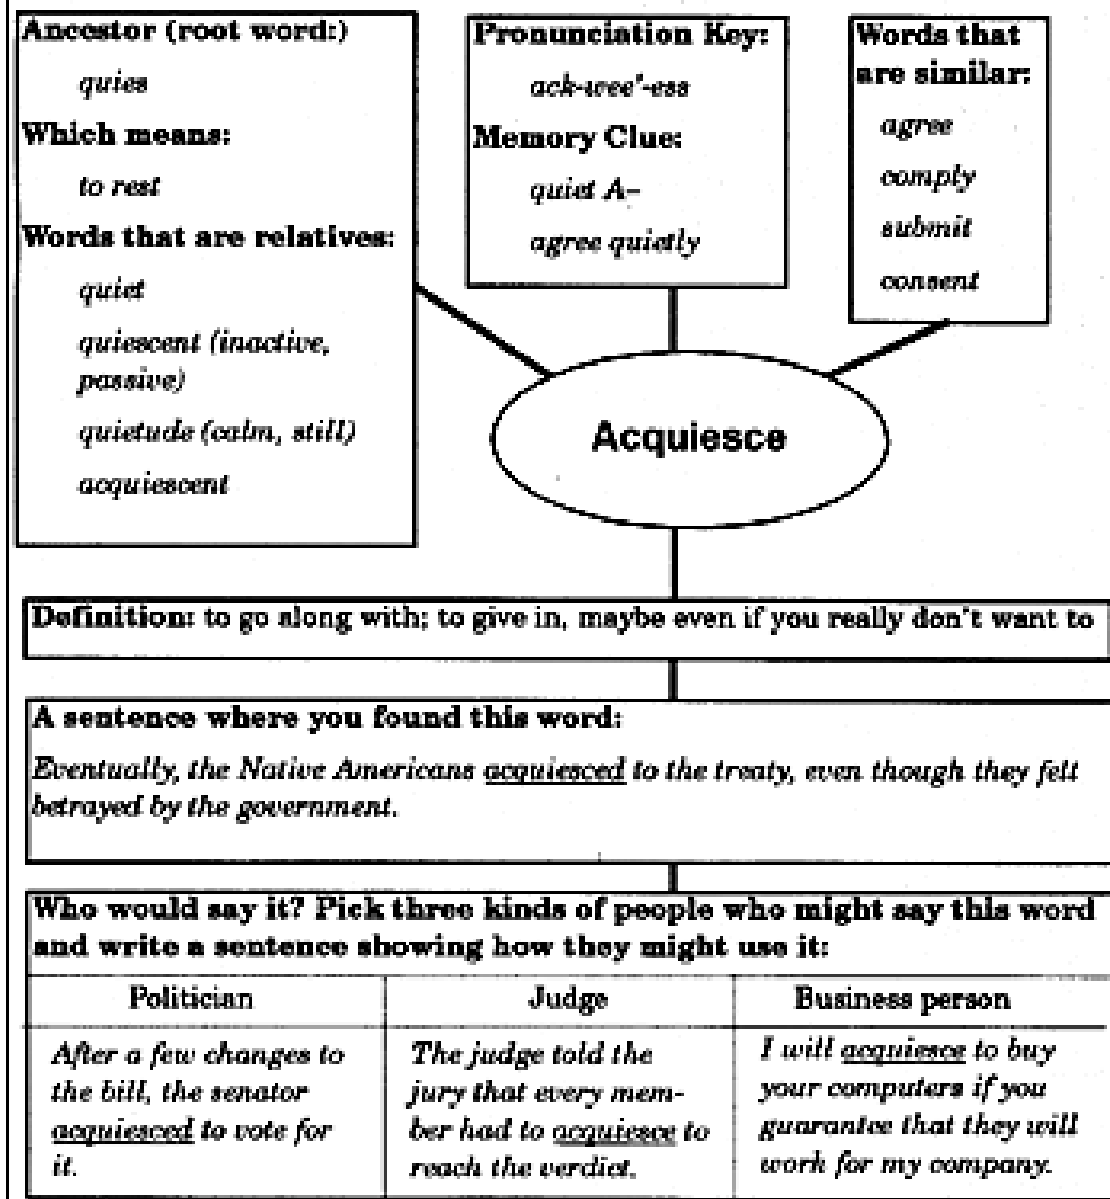 Ancestor (root word:)
quies
Which means:
to rest
Words that are relatives:
quiet
quiescent (inactive,
passive)
quietude (calm, still)
acquiescent
Pronunciation Key:
ack-wee'-ess
Memory Clue:
quiet A–
agree quietly
Words that
are similar:
agree
comply
submit
consent
Acquiesce
Definition: to go along with; to give in, maybe even if you really don't want to
A sentence where you found this word:
Eventually, the Native Americans acquiesced to the treaty, even though they felt
betrayed by the government.
Who would say it? Pick three kinds of people who might say this word
and write a sentence showing how they might use it:
Politician
After a few changes to
the bill, the senator
acquiesced to vote for
it.
Judge
The judge told the
jury that every mem-
ber had to acquiesce to
reach the verdict.
Business person
I will acquiesce to buy
your computers if you
guarantee that they will
work for my company.